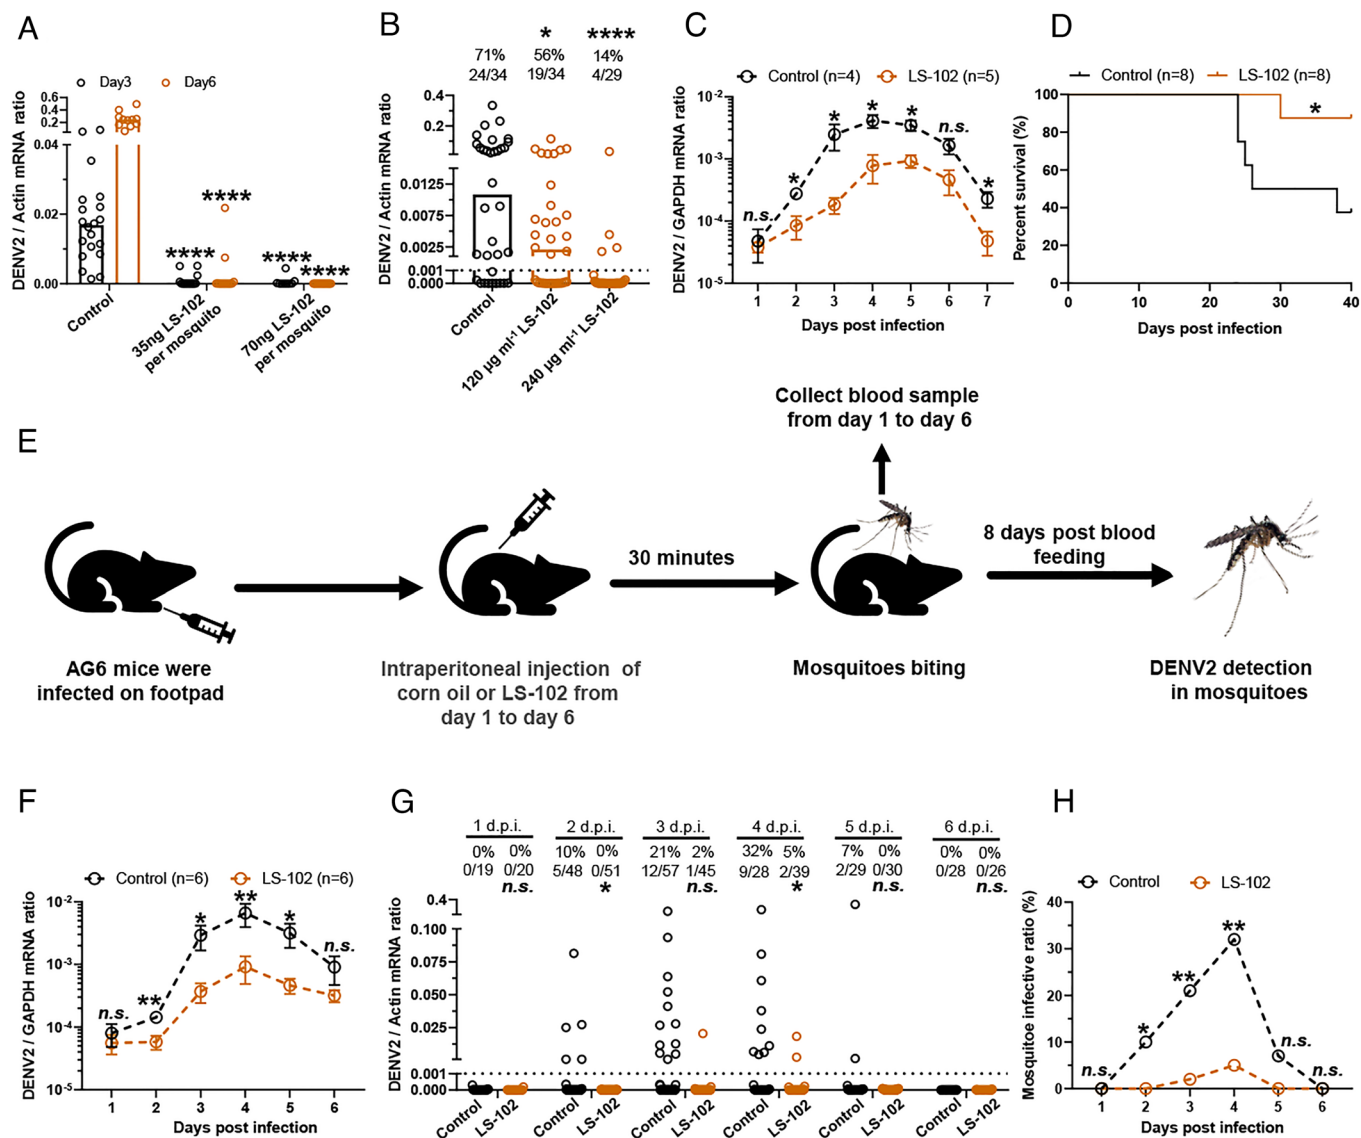 A
Day3
Day6
DENV2 / Actin mRNA ratio
0.6
0.4
0.2
0.04
0.02
0.00
****
****
****
****
Control
35ng LS-102
per mosquito
70ng LS-102
per mosquito
B
*
****
71%
56%
14%
24/34
19/34
4/29
DENV2 / Actin mRNA ratio
0.4
0.2
0.0125
0.0075
0.0025
0.001
0.000
Control
120 µg ml⁻¹ LS-102
240 µg ml⁻¹ LS-102
C
Control (n=4)
LS-102 (n=5)
DENV2 / GAPDH mRNA ratio
10⁻²
10⁻³
10⁻⁴
10⁻⁵
n.s.
*
*
*
*
n.s.
*
1 2 3 4 5 6 7
Days post infection
D
Control (n=8)
LS-102 (n=8)
Percent survival (%)
100
80
60
40
20
0
*
0 10 20 30 40
Days post infection
E
Collect blood sample
from day 1 to day 6
30 minutes
8 days post blood
feeding
AG6 mice were
infected on footpad
Intraperitoneal injection of
corn oil or LS-102 from
day 1 to day 6
Mosquitoes biting
DENV2 detection
in mosquitoes
F
Control (n=6)
LS-102 (n=6)
DENV2 / GAPDH mRNA ratio
10⁻²
10⁻³
10⁻⁴
10⁻⁵
n.s.
**
*
**
*
n.s.
1 2 3 4 5 6
Days post infection
G
1 d.p.i.
2 d.p.i.
3 d.p.i.
4 d.p.i.
5 d.p.i.
6 d.p.i.
0% 0% 10% 0% 21% 2% 32% 5% 7% 0% 0% 0%
0/19 0/20 5/48 0/51 12/57 1/45 9/28 2/39 2/29 0/30 0/28 0/26
n.s. * n.s. * n.s. n.s.
DENV2 / Actin mRNA ratio
0.4
0.100
0.075
0.050
0.025
0.001
0.000
Control LS-102 Control LS-102 Control LS-102 Control LS-102 Control LS-102 Control LS-102
H
Control
LS-102
Mosquitoe infective ratio (%)
40
30
20
10
0
n.s.
*
**
**
n.s.
n.s.
1 2 3 4 5 6
Days post infection